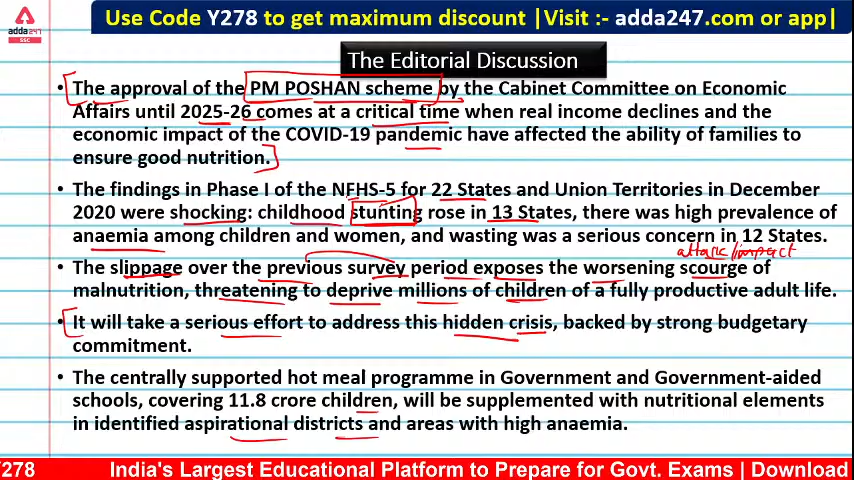 adda247
SSC
Use Code Y278 to get maximum discount |Visit :- adda247.com or app|
The Editorial Discussion
• The approval of the PM POSHAN scheme by the Cabinet Committee on Economic
Affairs until 2025-26 comes at a critical time when real income declines and the
economic impact of the COVID-19 pandemic have affected the ability of families to
ensure good nutrition.
• The findings in Phase I of the NFHS-5 for 22 States and Union Territories in December
2020 were shocking: childhood stunting rose in 13 States, there was high prevalence of
anaemia among children and women, and wasting was a serious concern in 12 States.
attack/impact
• The slippage over the previous survey period exposes the worsening scourge of
malnutrition, threatening to deprive millions of children of a fully productive adult life.
• It will take a serious effort to address this hidden crisis, backed by strong budgetary
commitment.
• The centrally supported hot meal programme in Government and Government-aided
schools, covering 11.8 crore children, will be supplemented with nutritional elements
in identified aspirational districts and areas with high anaemia.
Y278 India's Largest Educational Platform to Prepare for Govt. Exams | Download